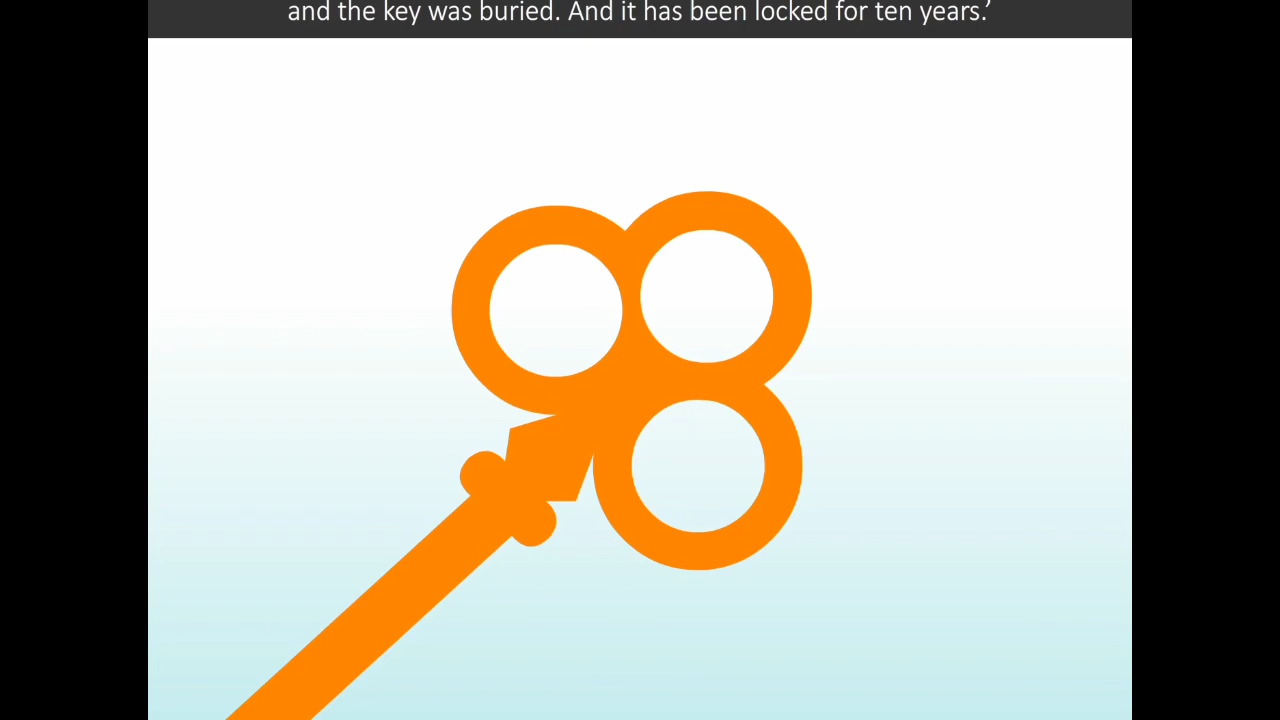 and the key was buried. And it has been locked for ten years.’